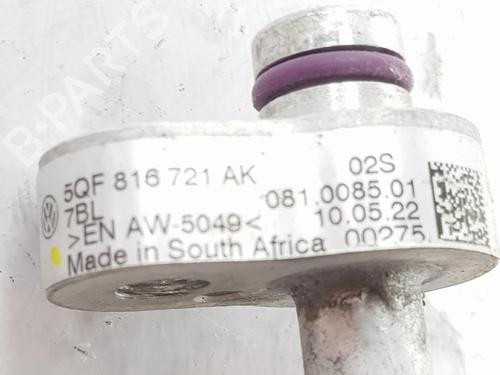 B-PARTS
5QF 816 721 AK 02S
7BL 081.0085.01
>EN AW-5049< 10.05.22
Made in South Africa 00275